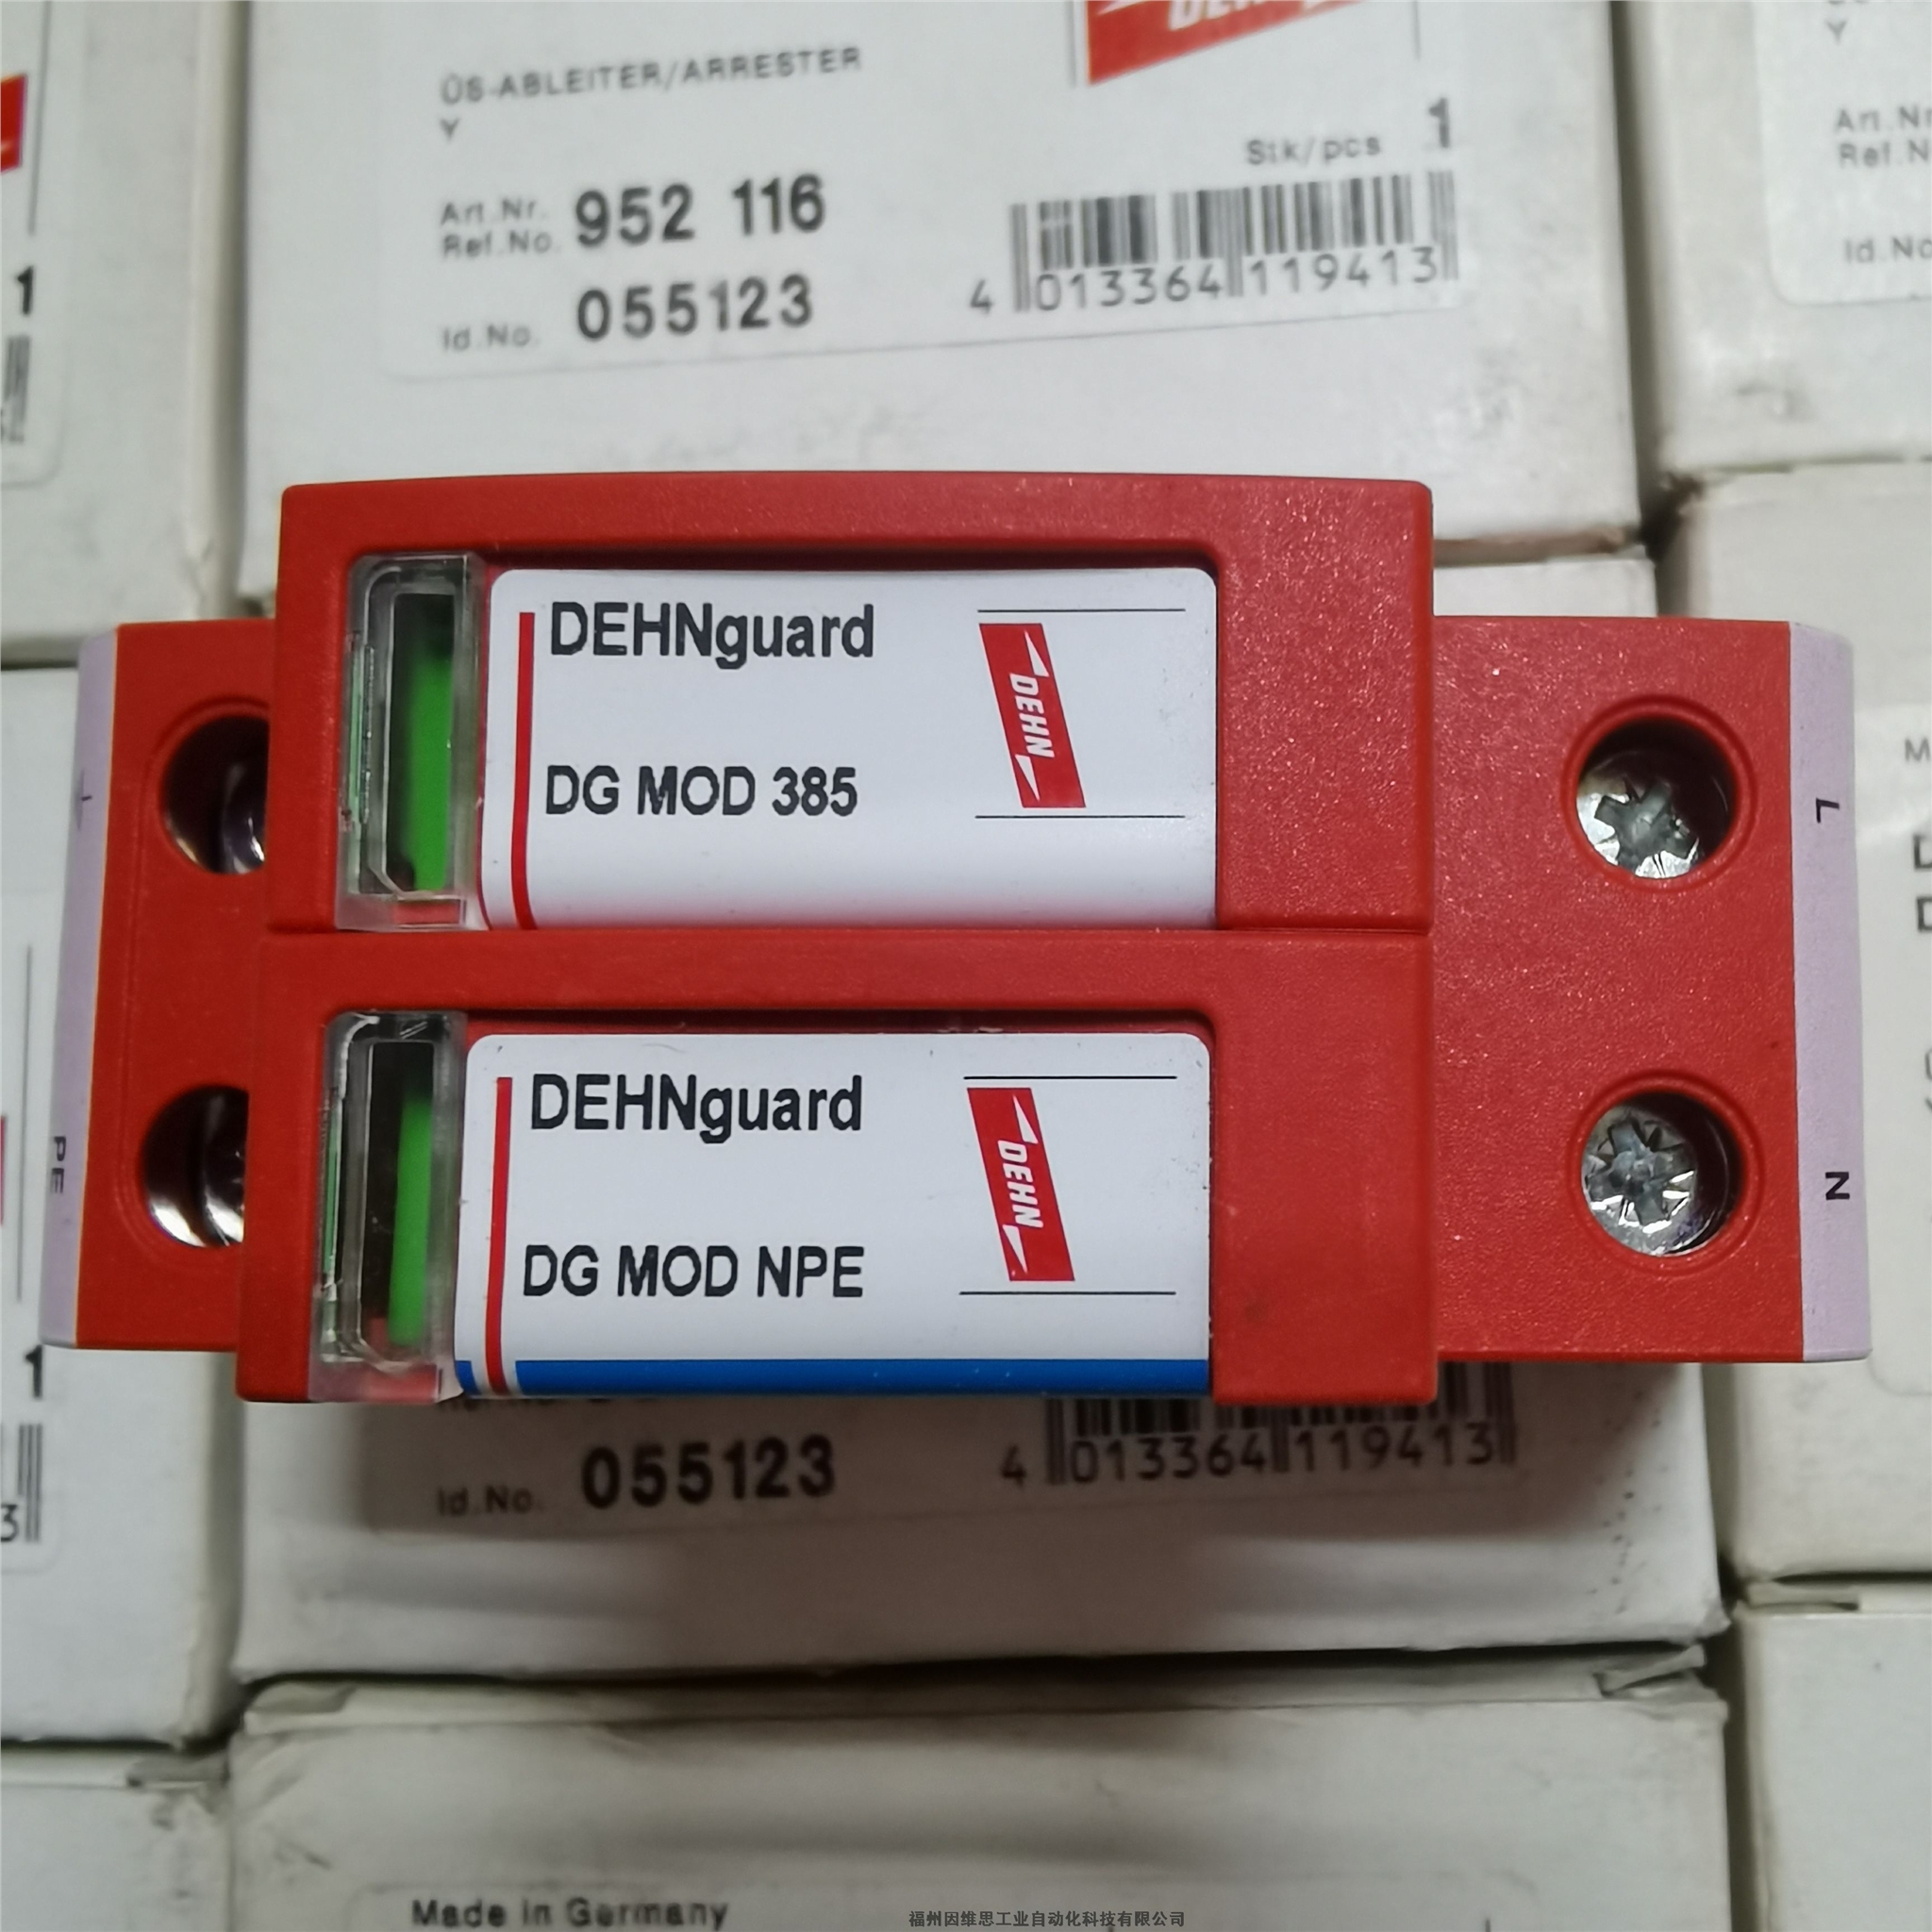 ÜS-ABLEITER/ARRESTER
Y
Stk/pcs 1
Art.Nr.
Ref.No. 952 116
Id.No. 055123
4 013364 119413
Art.Nr
Ref.N
Id.No
1
DEHNguard
DG MOD 385
DEHN
L
DEHNguard
DG MOD NPE
DEHN
PE
N
1
Id.No. 055123
4 013364 119413
Made in Germany
福州因维思工业自动化科技有限公司